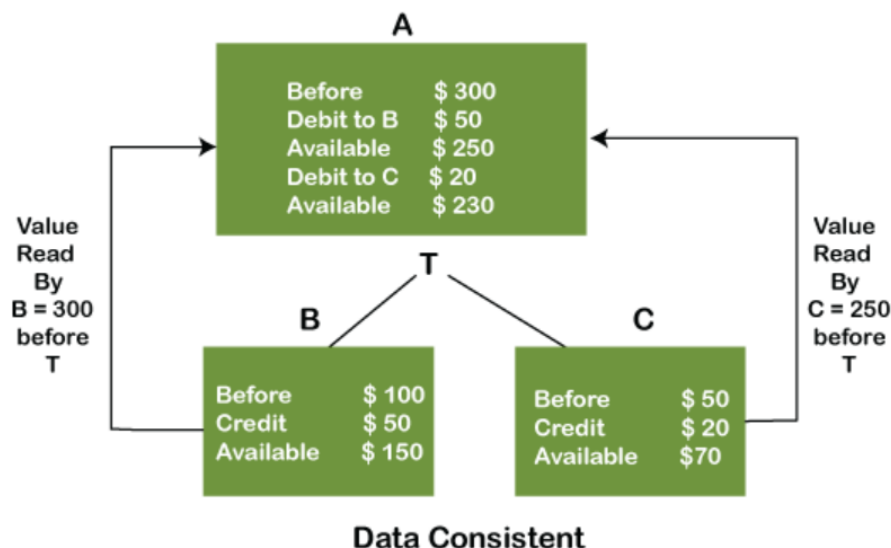 A
Before $ 300
Debit to B $ 50
Available $ 250
Debit to C $ 20
Available $ 230
Value
Read
By
B = 300
before
T
Value
Read
By
C = 250
before
T
T
B
Before $ 100
Credit $ 50
Available $ 150
C
Before $ 50
Credit $ 20
Available $70
Data Consistent